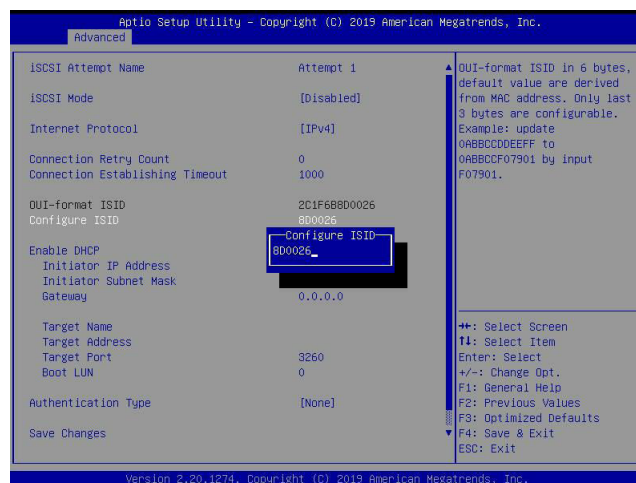 Aptio Setup Utility – Copyright (C) 2019 American Megatrends, Inc.
Advanced
iSCSI Attempt Name Attempt 1
iSCSI Mode [Disabled]
Internet Protocol [IPv4]
Connection Retry Count 0
Connection Establishing Timeout 1000
OUI-format ISID 2C1F6B8D0026
Configure ISID 8D0026
Configure ISID
8D0026_
Enable DHCP
Initiator IP Address
Initiator Subnet Mask
Gateway 0.0.0.0
Target Name
Target Address
Target Port 3260
Boot LUN 0
Authentication Type [None]
Save Changes
OUI-format ISID in 6 bytes,
default value are derived
from MAC address. Only last
3 bytes are configurable.
Example: update
0ABBCCDDEEFF to
0ABBCCF07901 by input
F07901.
→←: Select Screen
↑↓: Select Item
Enter: Select
+/-: Change Opt.
F1: General Help
F2: Previous Values
F3: Optimized Defaults
F4: Save & Exit
ESC: Exit
Version 2.20.1274. Copyright (C) 2019 American Megatrends, Inc.